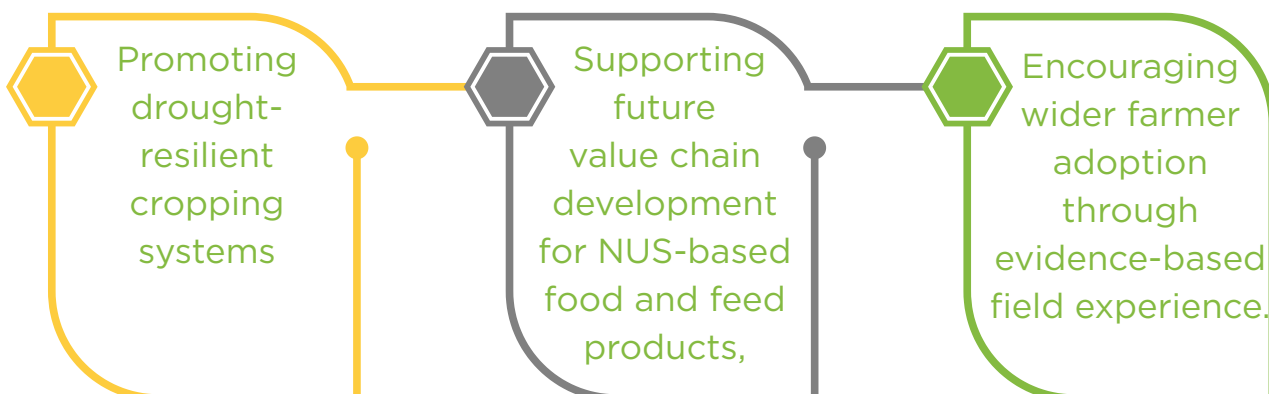 Promoting
drought-
resilient
cropping
systems
Supporting
future
value chain
development
for NUS-based
food and feed
products,
Encouraging
wider farmer
adoption
through
evidence-based
field experience.